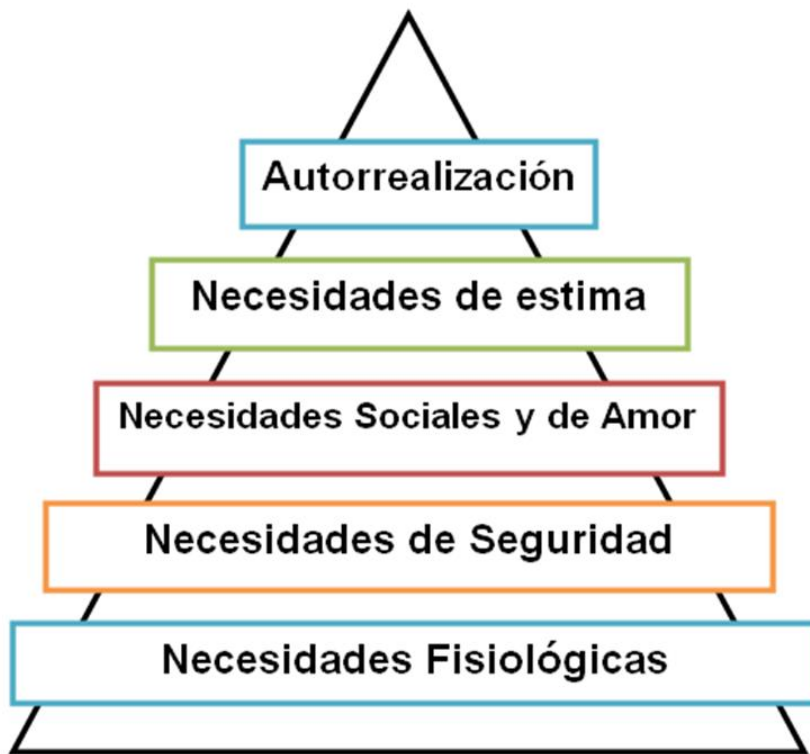 Autorrealización
Necesidades de estima
Necesidades Sociales y de Amor
Necesidades de Seguridad
Necesidades Fisiológicas